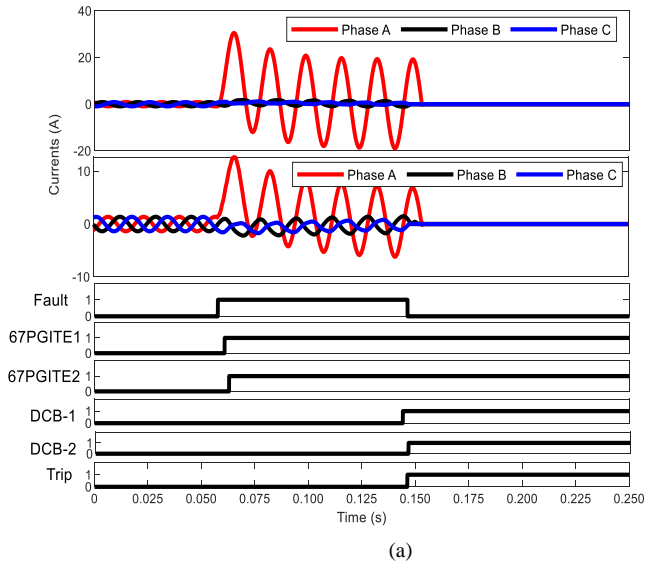 40
Phase A Phase B Phase C
20
0
-20
Currents (A)
10
Phase A Phase B Phase C
0
-10
Fault 1
0
67PGITE1 1
0
67PGITE2 1
0
DCB-1 1
0
DCB-2 1
0
Trip 1
0
0 0.025 0.050 0.075 0.100 0.125 0.150 0.175 0.200 0.225 0.250
Time (s)
(a)